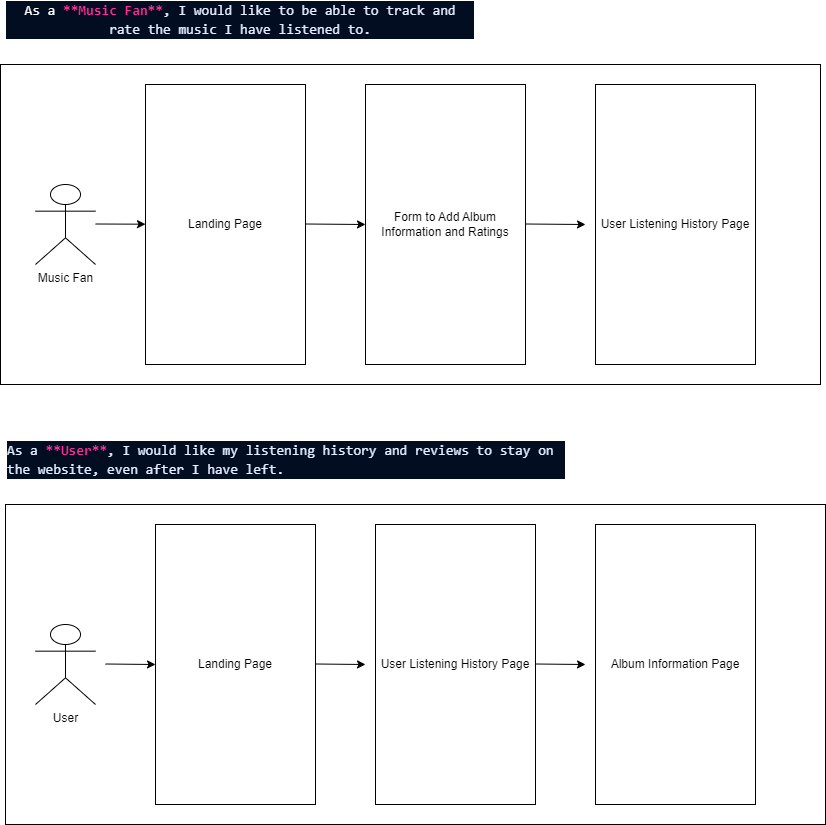 As a **Music Fan**, I would like to be able to track and
rate the music I have listened to.
Music Fan
Landing Page
Form to Add Album
Information and Ratings
User Listening History Page
As a **User**, I would like my listening history and reviews to stay on
the website, even after I have left.
User
Landing Page
User Listening History Page
Album Information Page